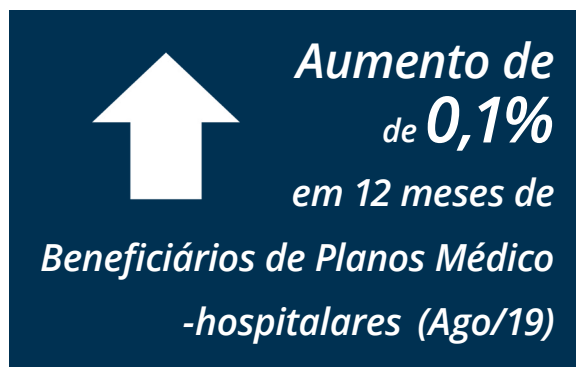 Aumento de
de 0,1%
em 12 meses de
Beneficiários de Planos Médico
-hospitalares (Ago/19)